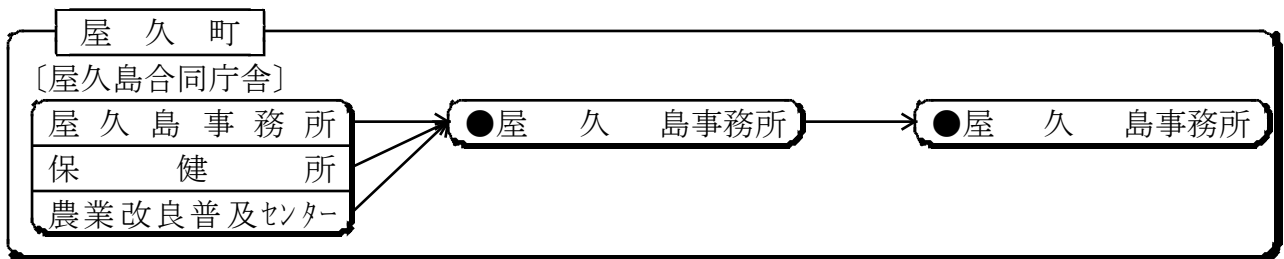 屋久町
〔屋久島合同庁舎〕
屋久島事務所
●屋久島事務所
●屋久島事務所
保健所
農業改良普及ｾﾝﾀｰ